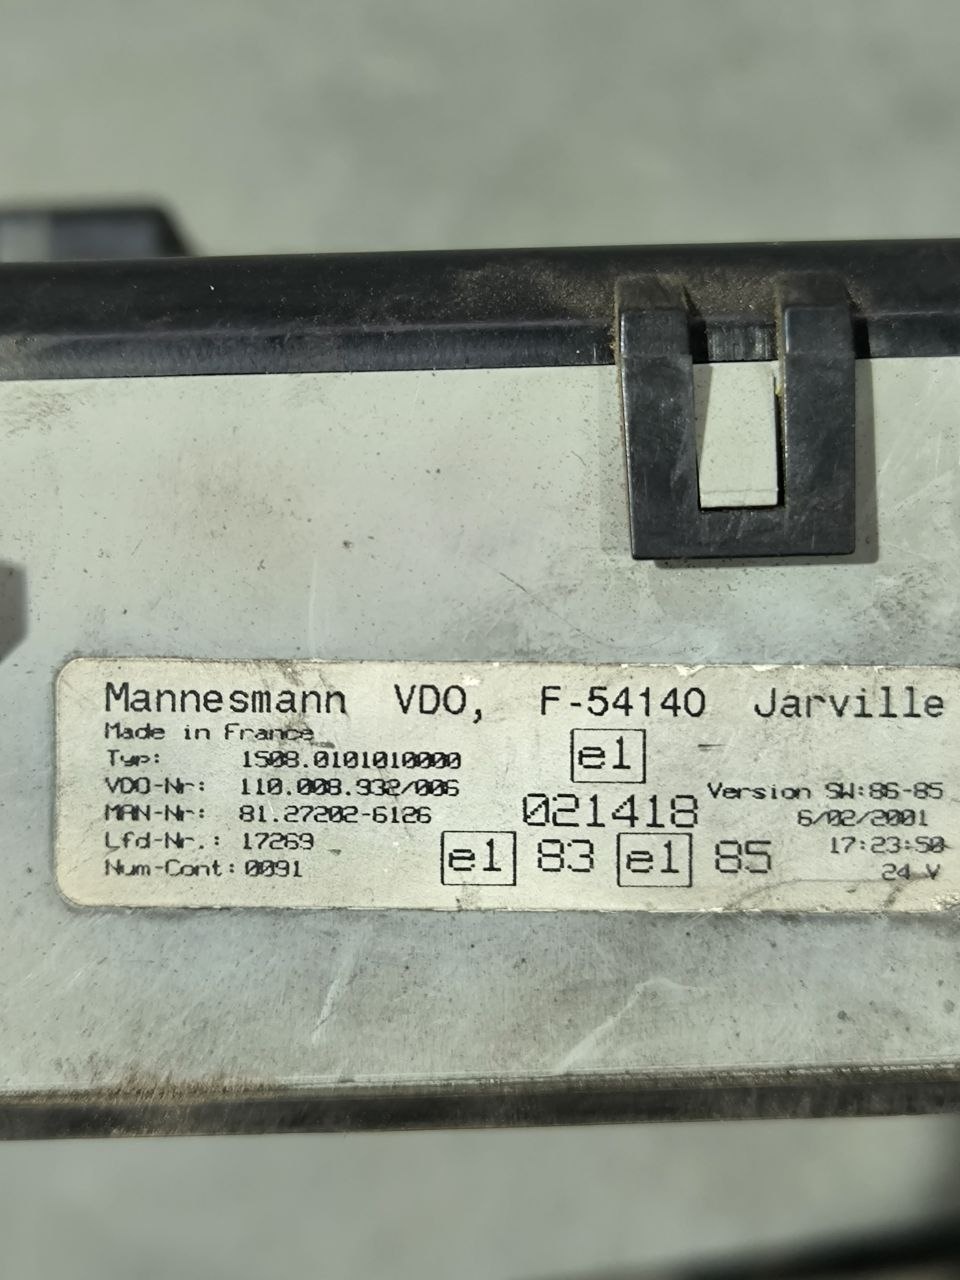 Mannesmann VDO, F-54140 Jarville
Made in France
e1
Typ: 1508.0101010000
VDO-Nr: 110.008.932/006
Version SW:86-85
021418
MAN-Nr: 81.27202-6126
6/02/2001
Lfd-Nr.: 17269
17:23:50
e1 83 e1 85
Num-Cont: 0091
24 V